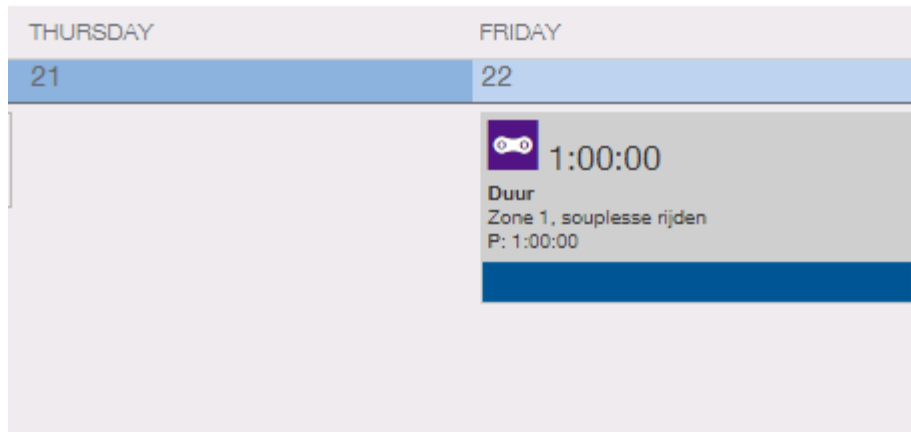 THURSDAY FRIDAY
21 22
1:00:00
Duur
Zone 1, souplesse rijden
P: 1:00:00